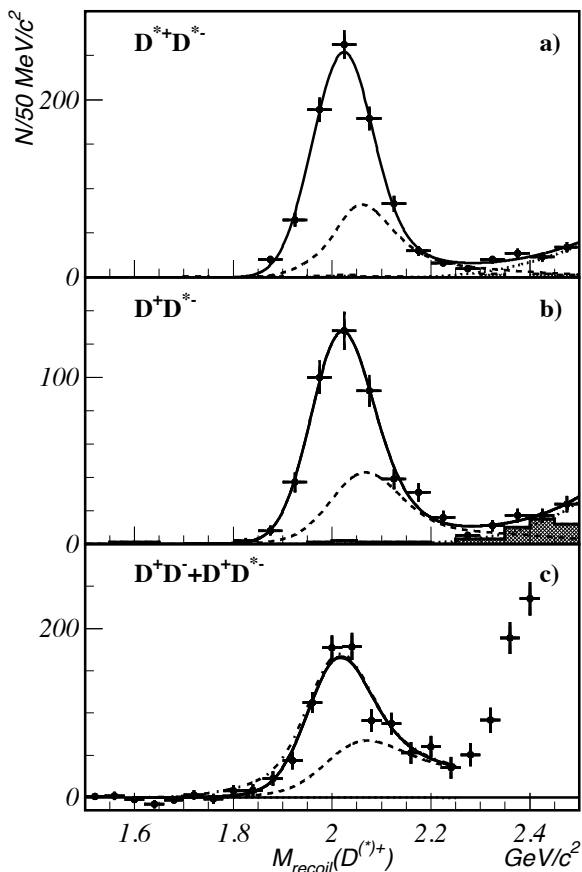 N/50 MeV/c²
D*+D*- a)
200
0
D+D*- b)
100
0
D+D-+D+D*- c)
200
0
1.6 1.8 2 2.2 2.4
M_recoil(D(*)+) GeV/c²